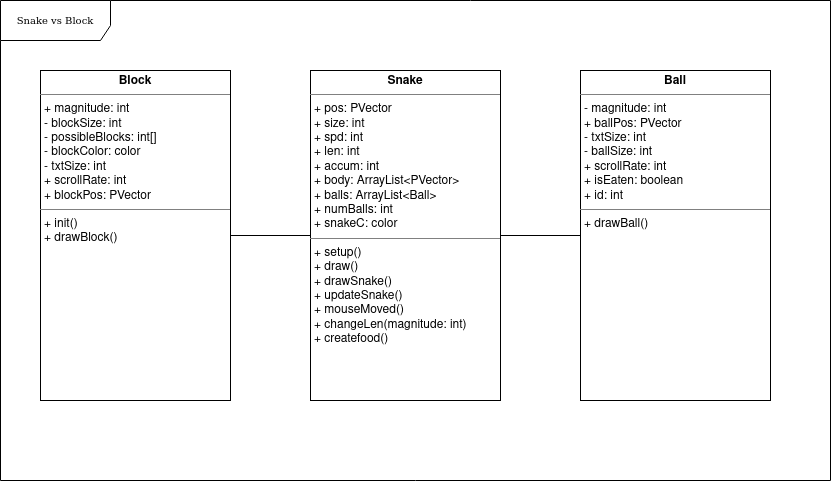 Snake vs Block
Block
+ magnitude: int
- blockSize: int
- possibleBlocks: int[]
- blockColor: color
- txtSize: int
+ scrollRate: int
+ blockPos: PVector
+ init()
+ drawBlock()
Snake
+ pos: PVector
+ size: int
+ spd: int
+ len: int
+ accum: int
+ body: ArrayList<PVector>
+ balls: ArrayList<Ball>
+ numBalls: int
+ snakeC: color
+ setup()
+ draw()
+ drawSnake()
+ updateSnake()
+ mouseMoved()
+ changeLen(magnitude: int)
+ createfood()
Ball
- magnitude: int
+ ballPos: PVector
- txtSize: int
- ballSize: int
+ scrollRate: int
+ isEaten: boolean
+ id: int
+ drawBall()